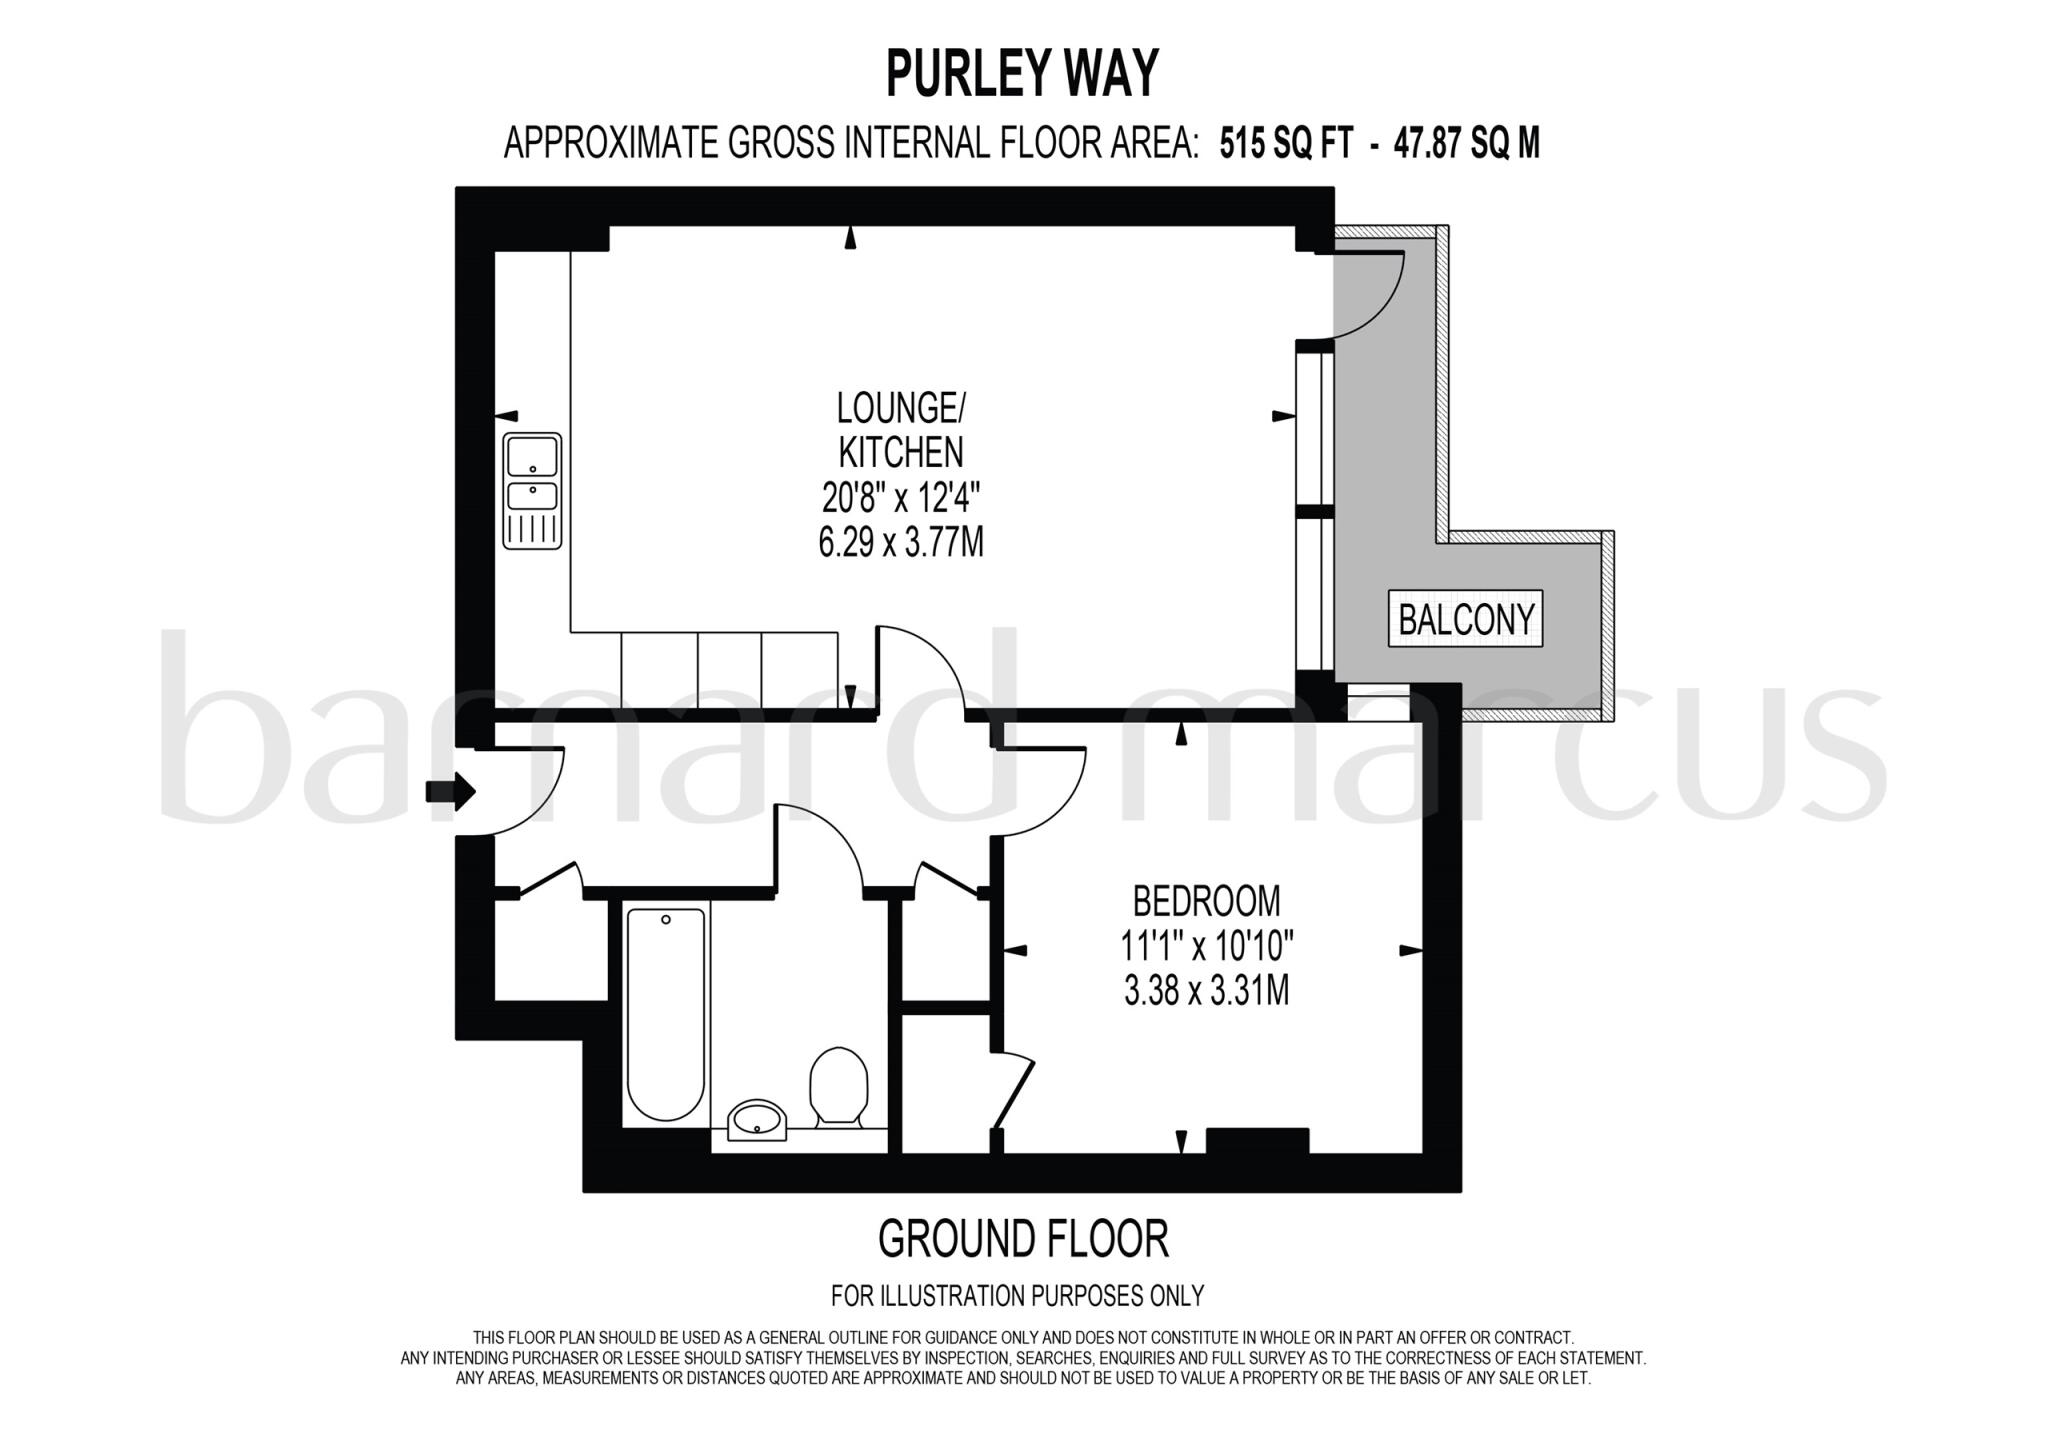 PURLEY WAY
APPROXIMATE GROSS INTERNAL FLOOR AREA: 515 SQ FT - 47.87 SQ M
LOUNGE/
KITCHEN
20'8" x 12'4"
6.29 x 3.77M
BALCONY
barnard marcus
BEDROOM
11'1" x 10'10"
3.38 x 3.31M
GROUND FLOOR
FOR ILLUSTRATION PURPOSES ONLY
THIS FLOOR PLAN SHOULD BE USED AS A GENERAL OUTLINE FOR GUIDANCE ONLY AND DOES NOT CONSTITUTE IN WHOLE OR IN PART AN OFFER OR CONTRACT.
ANY INTENDING PURCHASER OR LESSEE SHOULD SATISFY THEMSELVES BY INSPECTION, SEARCHES, ENQUIRIES AND FULL SURVEY AS TO THE CORRECTNESS OF EACH STATEMENT.
ANY AREAS, MEASUREMENTS OR DISTANCES QUOTED ARE APPROXIMATE AND SHOULD NOT BE USED TO VALUE A PROPERTY OR BE THE BASIS OF ANY SALE OR LET.